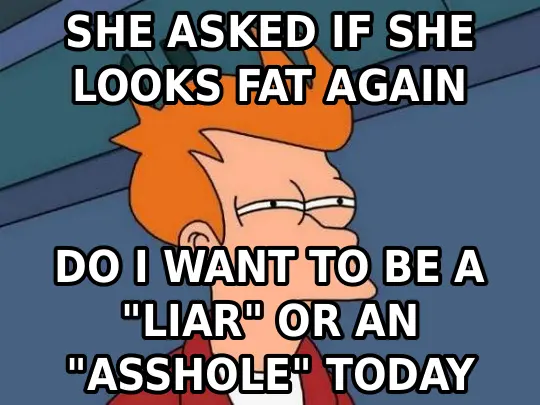 SHE ASKED IF SHE
LOOKS FAT AGAIN
DO I WANT TO BE A
"LIAR" OR AN
"ASSHOLE" TODAY